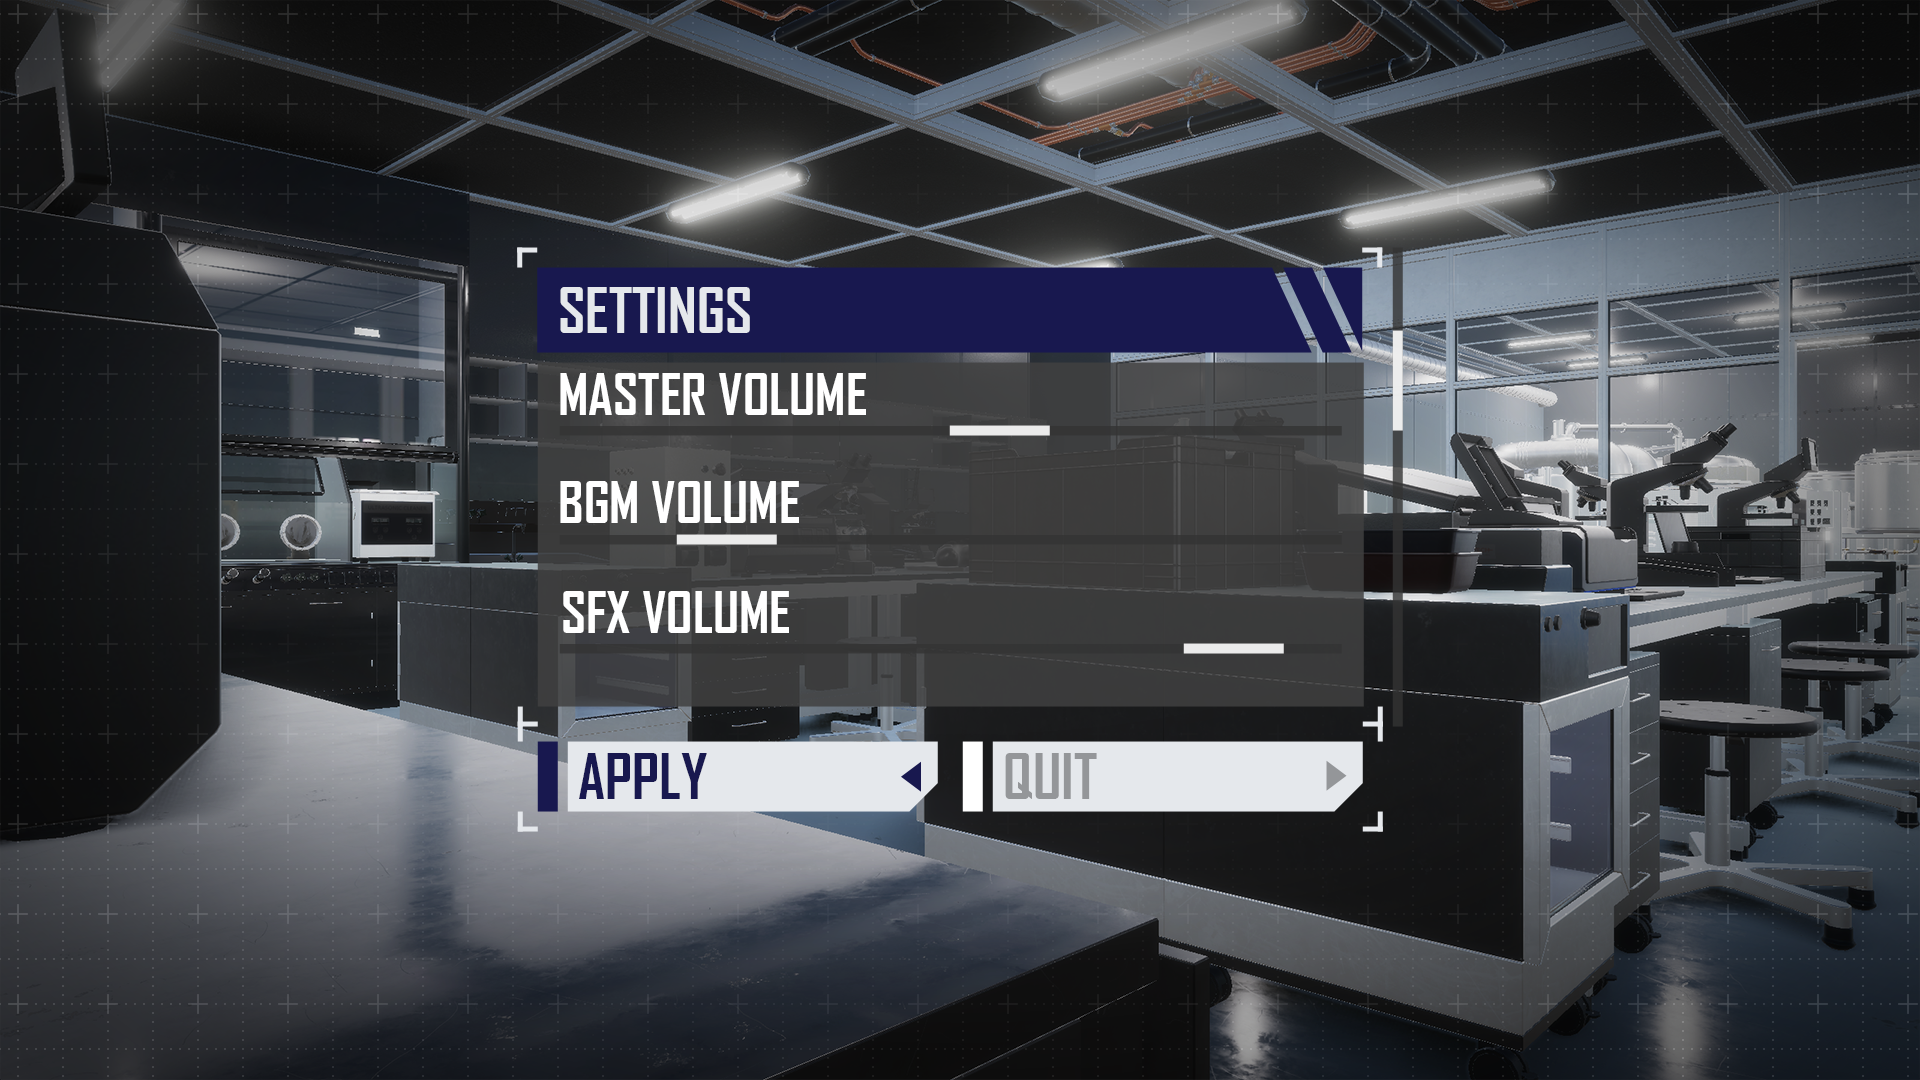 SETTINGS
MASTER VOLUME
BGM VOLUME
SFX VOLUME
APPLY
QUIT